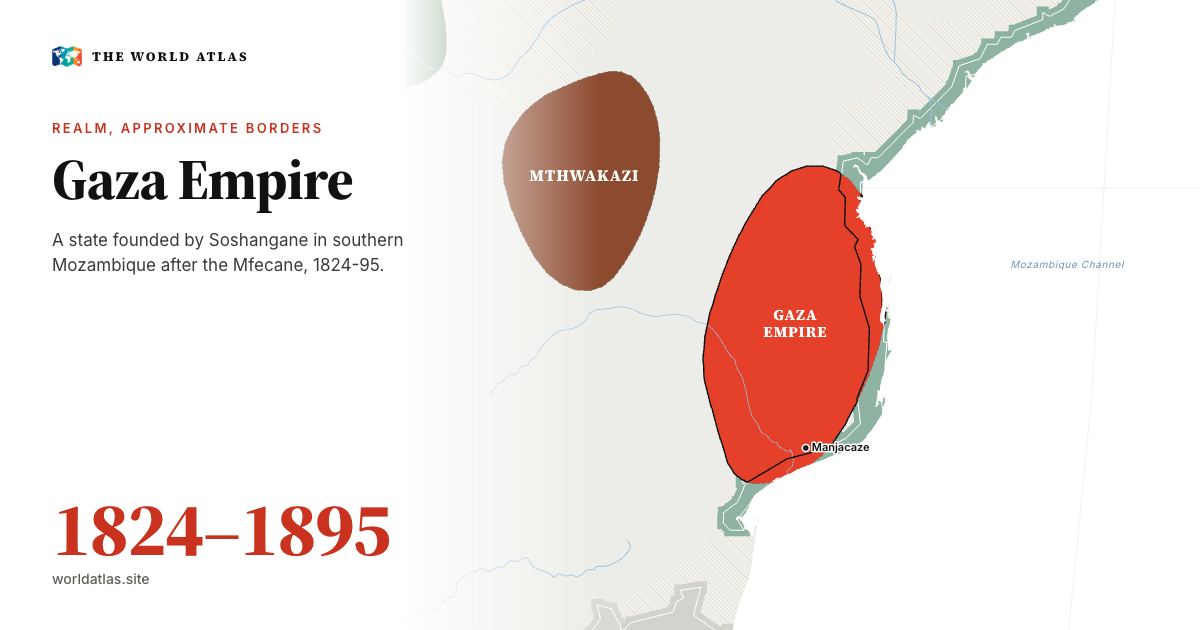 THE WORLD ATLAS
REALM, APPROXIMATE BORDERS
Gaza Empire
A state founded by Soshangane in southern
Mozambique after the Mfecane, 1824-95.
1824–1895
worldatlas.site
MTHWAKAZI
GAZA
EMPIRE
Mozambique Channel
Manjacaze